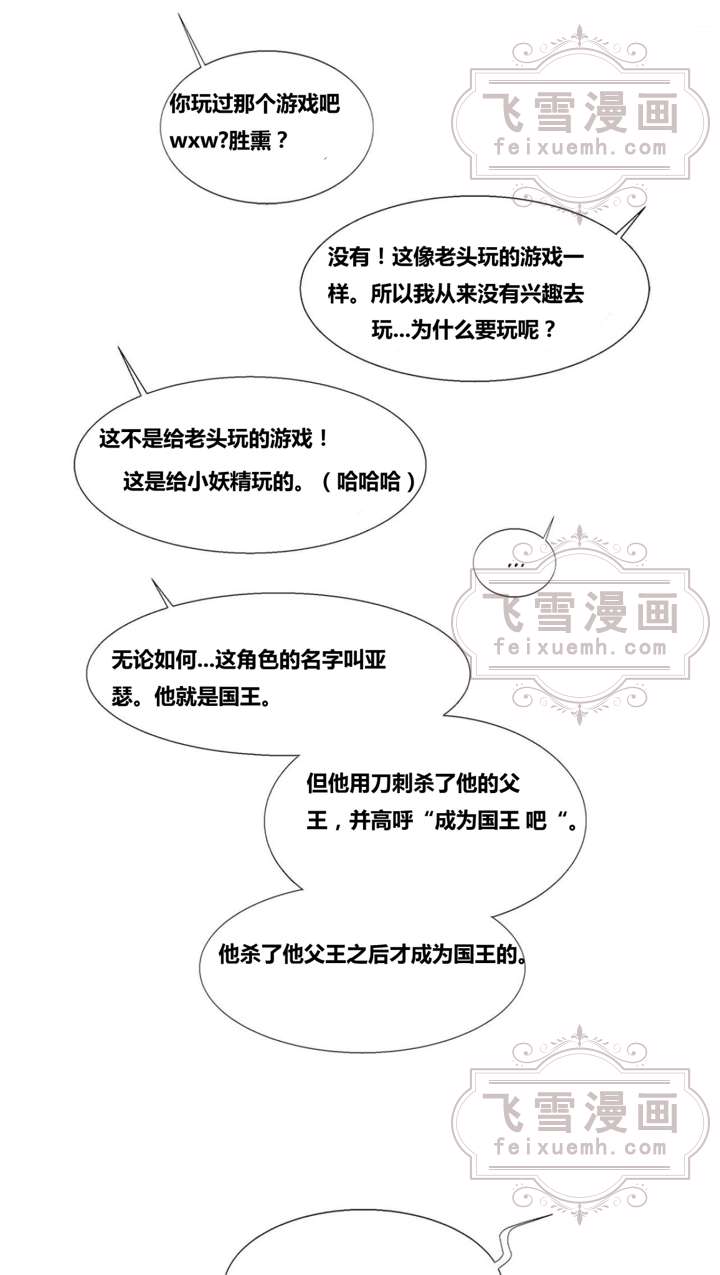 飞雪漫画
feixuemh.com
你玩过那个游戏吧
wxw?胜熏？
没有！这像老头玩的游戏一
样。所以我从来没有兴趣去
玩...为什么要玩呢？
这不是给老头玩的游戏！
这是给小妖精玩的。（哈哈哈）
...
飞雪漫画
feixuemh.com
无论如何...这角色的名字叫亚
瑟。他就是国王。
但他用刀刺杀了他的父
王，并高呼“成为国王 吧“。
他杀了他父王之后才成为国王的。
飞雪漫画
feixuemh.com